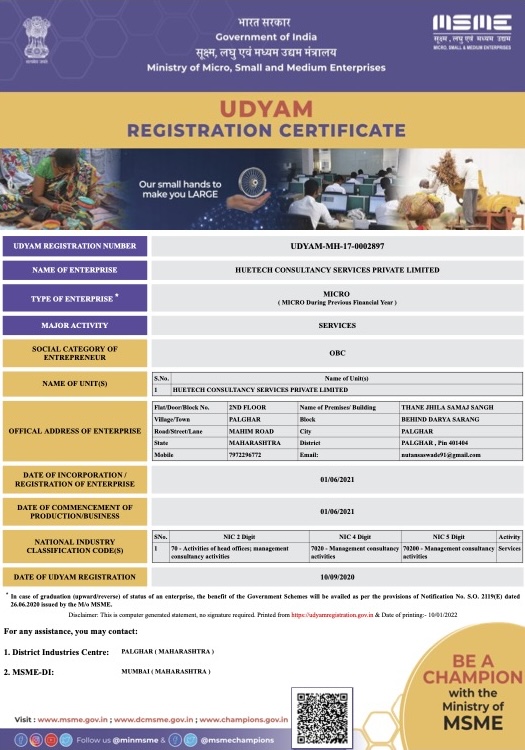 भारत सरकार
Government of India
सूक्ष्म, लघु एवं मध्यम उद्यम मंत्रालय
Ministry of Micro, Small and Medium Enterprises
सत्यमेव जयते
MSME
सूक्ष्म, लघु एवं मध्यम उद्यम
MICRO, SMALL & MEDIUM ENTERPRISES
UDYAM
REGISTRATION CERTIFICATE
Our small hands to
make you LARGE
UDYAM REGISTRATION NUMBER UDYAM-MH-17-0002897
NAME OF ENTERPRISE HUETECH CONSULTANCY SERVICES PRIVATE LIMITED
TYPE OF ENTERPRISE * MICRO
( MICRO During Previous Financial Year )
MAJOR ACTIVITY SERVICES
SOCIAL CATEGORY OF
ENTREPRENEUR OBC
NAME OF UNIT(S) S.No. Name of Unit(s)
1 HUETECH CONSULTANCY SERVICES PRIVATE LIMITED
OFFICAL ADDRESS OF ENTERPRISE
Flat/Door/Block No. 2ND FLOOR Name of Premises/ Building THANE JHILA SAMAJ SANGH
Village/Town PALGHAR Block BEHIND DARYA SARANG
Road/Street/Lane MAHIM ROAD City PALGHAR
State MAHARASHTRA District PALGHAR , Pin 401404
Mobile 7972296772 Email: nutaneaswade91@gmail.com
DATE OF INCORPORATION /
REGISTRATION OF ENTERPRISE 01/06/2021
DATE OF COMMENCEMENT OF
PRODUCTION/BUSINESS 01/06/2021
NATIONAL INDUSTRY
CLASSIFICATION CODE(S)
SNo. NIC 2 Digit NIC 4 Digit NIC 5 Digit Activity
1 70 - Activities of head offices; management 7020 - Management consultancy 70200 - Management consultancy Services
consultancy activities activities activities
DATE OF UDYAM REGISTRATION 10/09/2020
* In case of graduation (upward/reverse) of status of an enterprise, the benefit of the Government Schemes will be availed as per the provisions of Notification No. S.O. 2119(E) dated
26.06.2020 issued by the M/o MSME.
Disclaimer: This is computer generated statement, no signature required. Printed from https://udyamregistration.gov.in & Date of printing:- 10/01/2022
For any assistance, you may contact:
1. District Industries Centre: PALGHAR ( MAHARASHTRA )
2. MSME-DI: MUMBAI ( MAHARASHTRA )
BE A
CHAMPION
with the
Ministry of
MSME
Visit : www.msme.gov.in ; www.dcmsme.gov.in ; www.champions.gov.in
Follow us @minmsme & @msmechampions